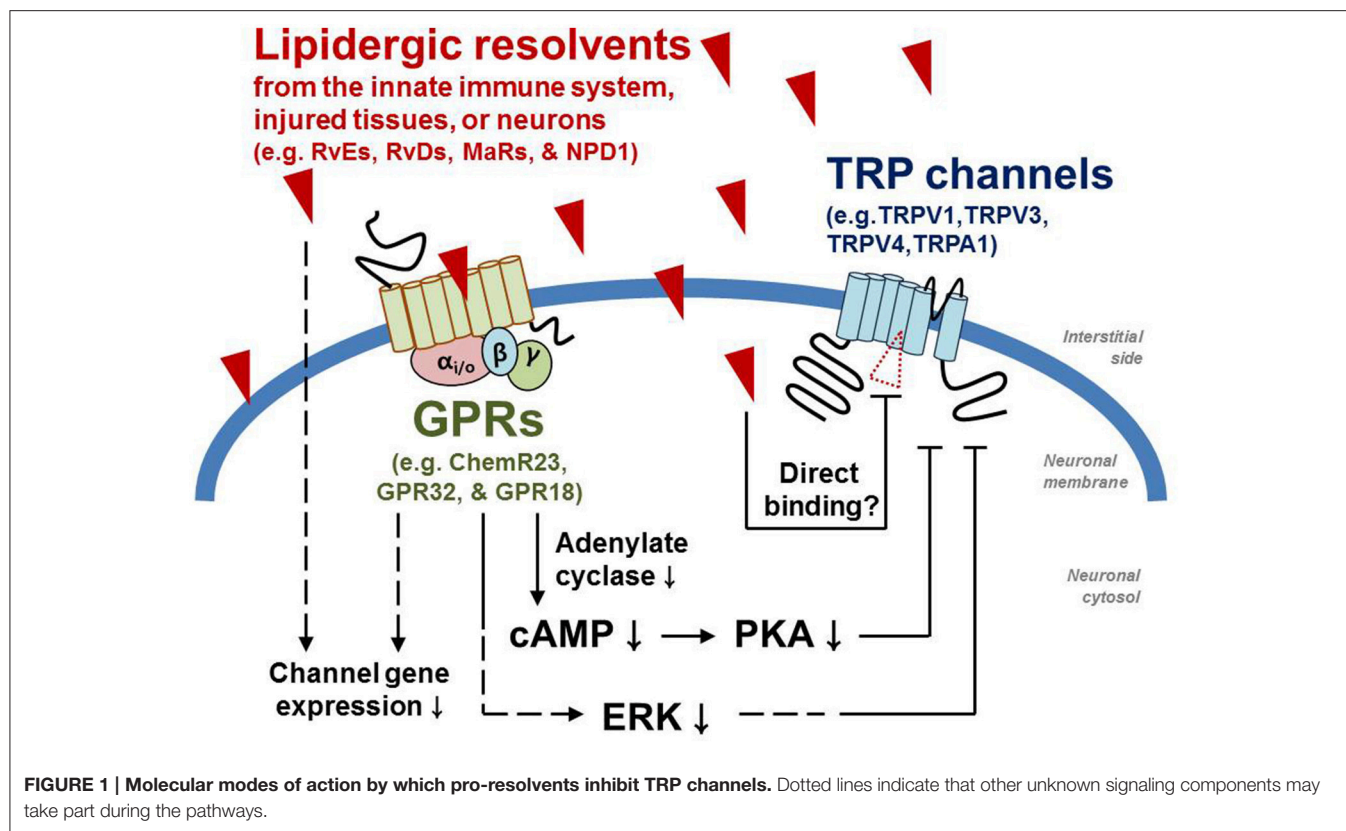 Lipidergic resolvents
from the innate immune system,
injured tissues, or neurons
(e.g. RvEs, RvDs, MaRs, & NPD1)
TRP channels
(e.g.TRPV1,TRPV3,
TRPV4,TRPA1)
αi/o
β
γ
Interstitial
side
GPRs
(e.g. ChemR23,
GPR32, & GPR18)
Direct
binding?
Neuronal
membrane
Adenylate
cyclase ↓
Neuronal
cytosol
cAMP ↓
PKA ↓
Channel gene
expression ↓
ERK ↓
FIGURE 1 | Molecular modes of action by which pro-resolvents inhibit TRP channels. Dotted lines indicate that other unknown signaling components may
take part during the pathways.